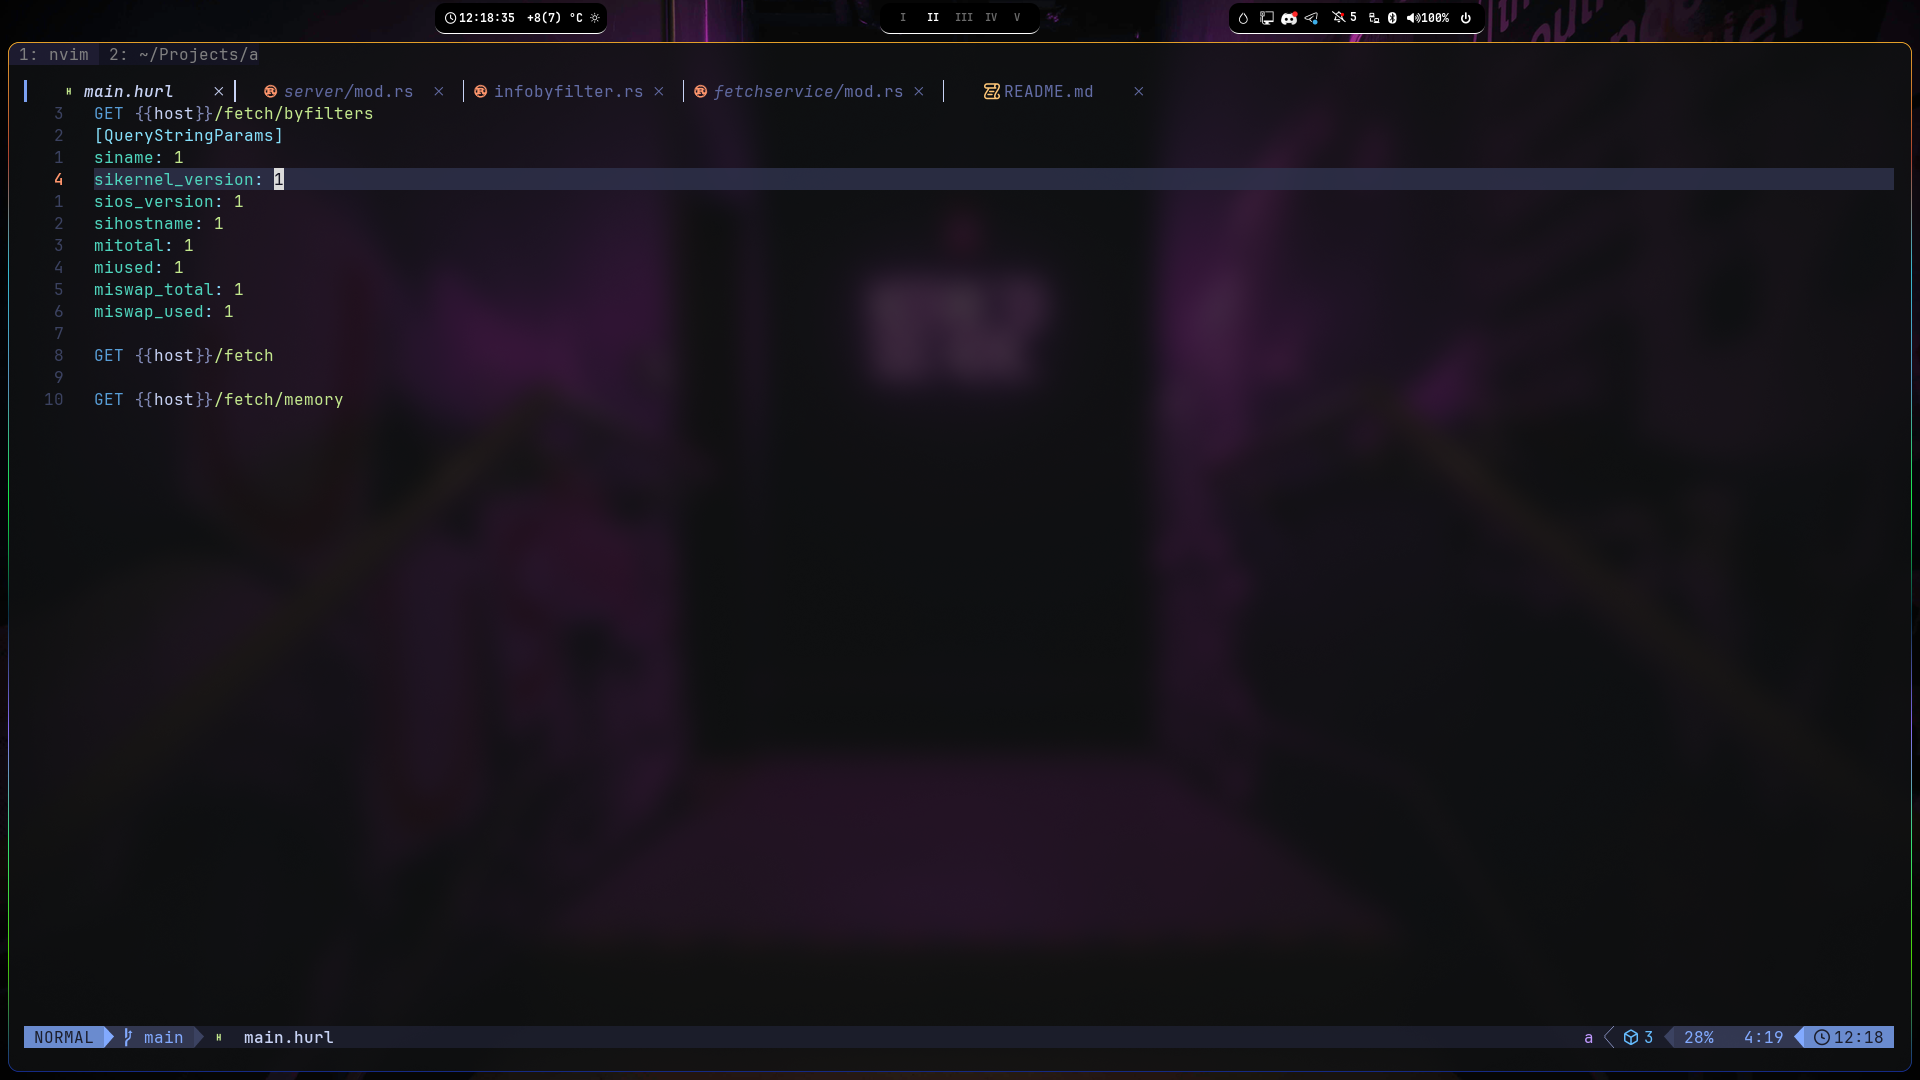 12:18:35 +8(7) °C
I II III IV V
5 100%
1: nvim 2: ~/Projects/a
H main.hurl × server/mod.rs × infobyfilter.rs × fetchservice/mod.rs × README.md ×
3 GET {{host}}/fetch/byfilters
2 [QueryStringParams]
1 siname: 1
4 sikernel_version: 1
1 sios_version: 1
2 sihostname: 1
3 mitotal: 1
4 miused: 1
5 miswap_total: 1
6 miswap_used: 1
7
8 GET {{host}}/fetch
9
10 GET {{host}}/fetch/memory
NORMAL main H main.hurl a 3 28% 4:19 12:18